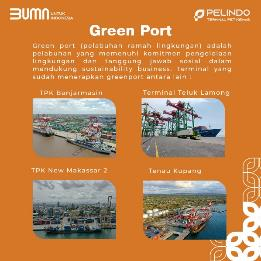 BUMN UNTUK INDONESIA
PELINDO
TERMINAL PETIKEMAS
Green Port
Green port (pelabuhan ramah lingkungan) adalah
pelabuhan yang memenuhi komitmen pengelolaan
lingkungan dan tanggung jawab sosial dalam
mendukung sustainability business. Terminal yang
sudah menerapkan greenport antara lain :
TPK Banjarmasin
Terminal Teluk Lamong
TPK New Makassar 2
Tenau Kupang